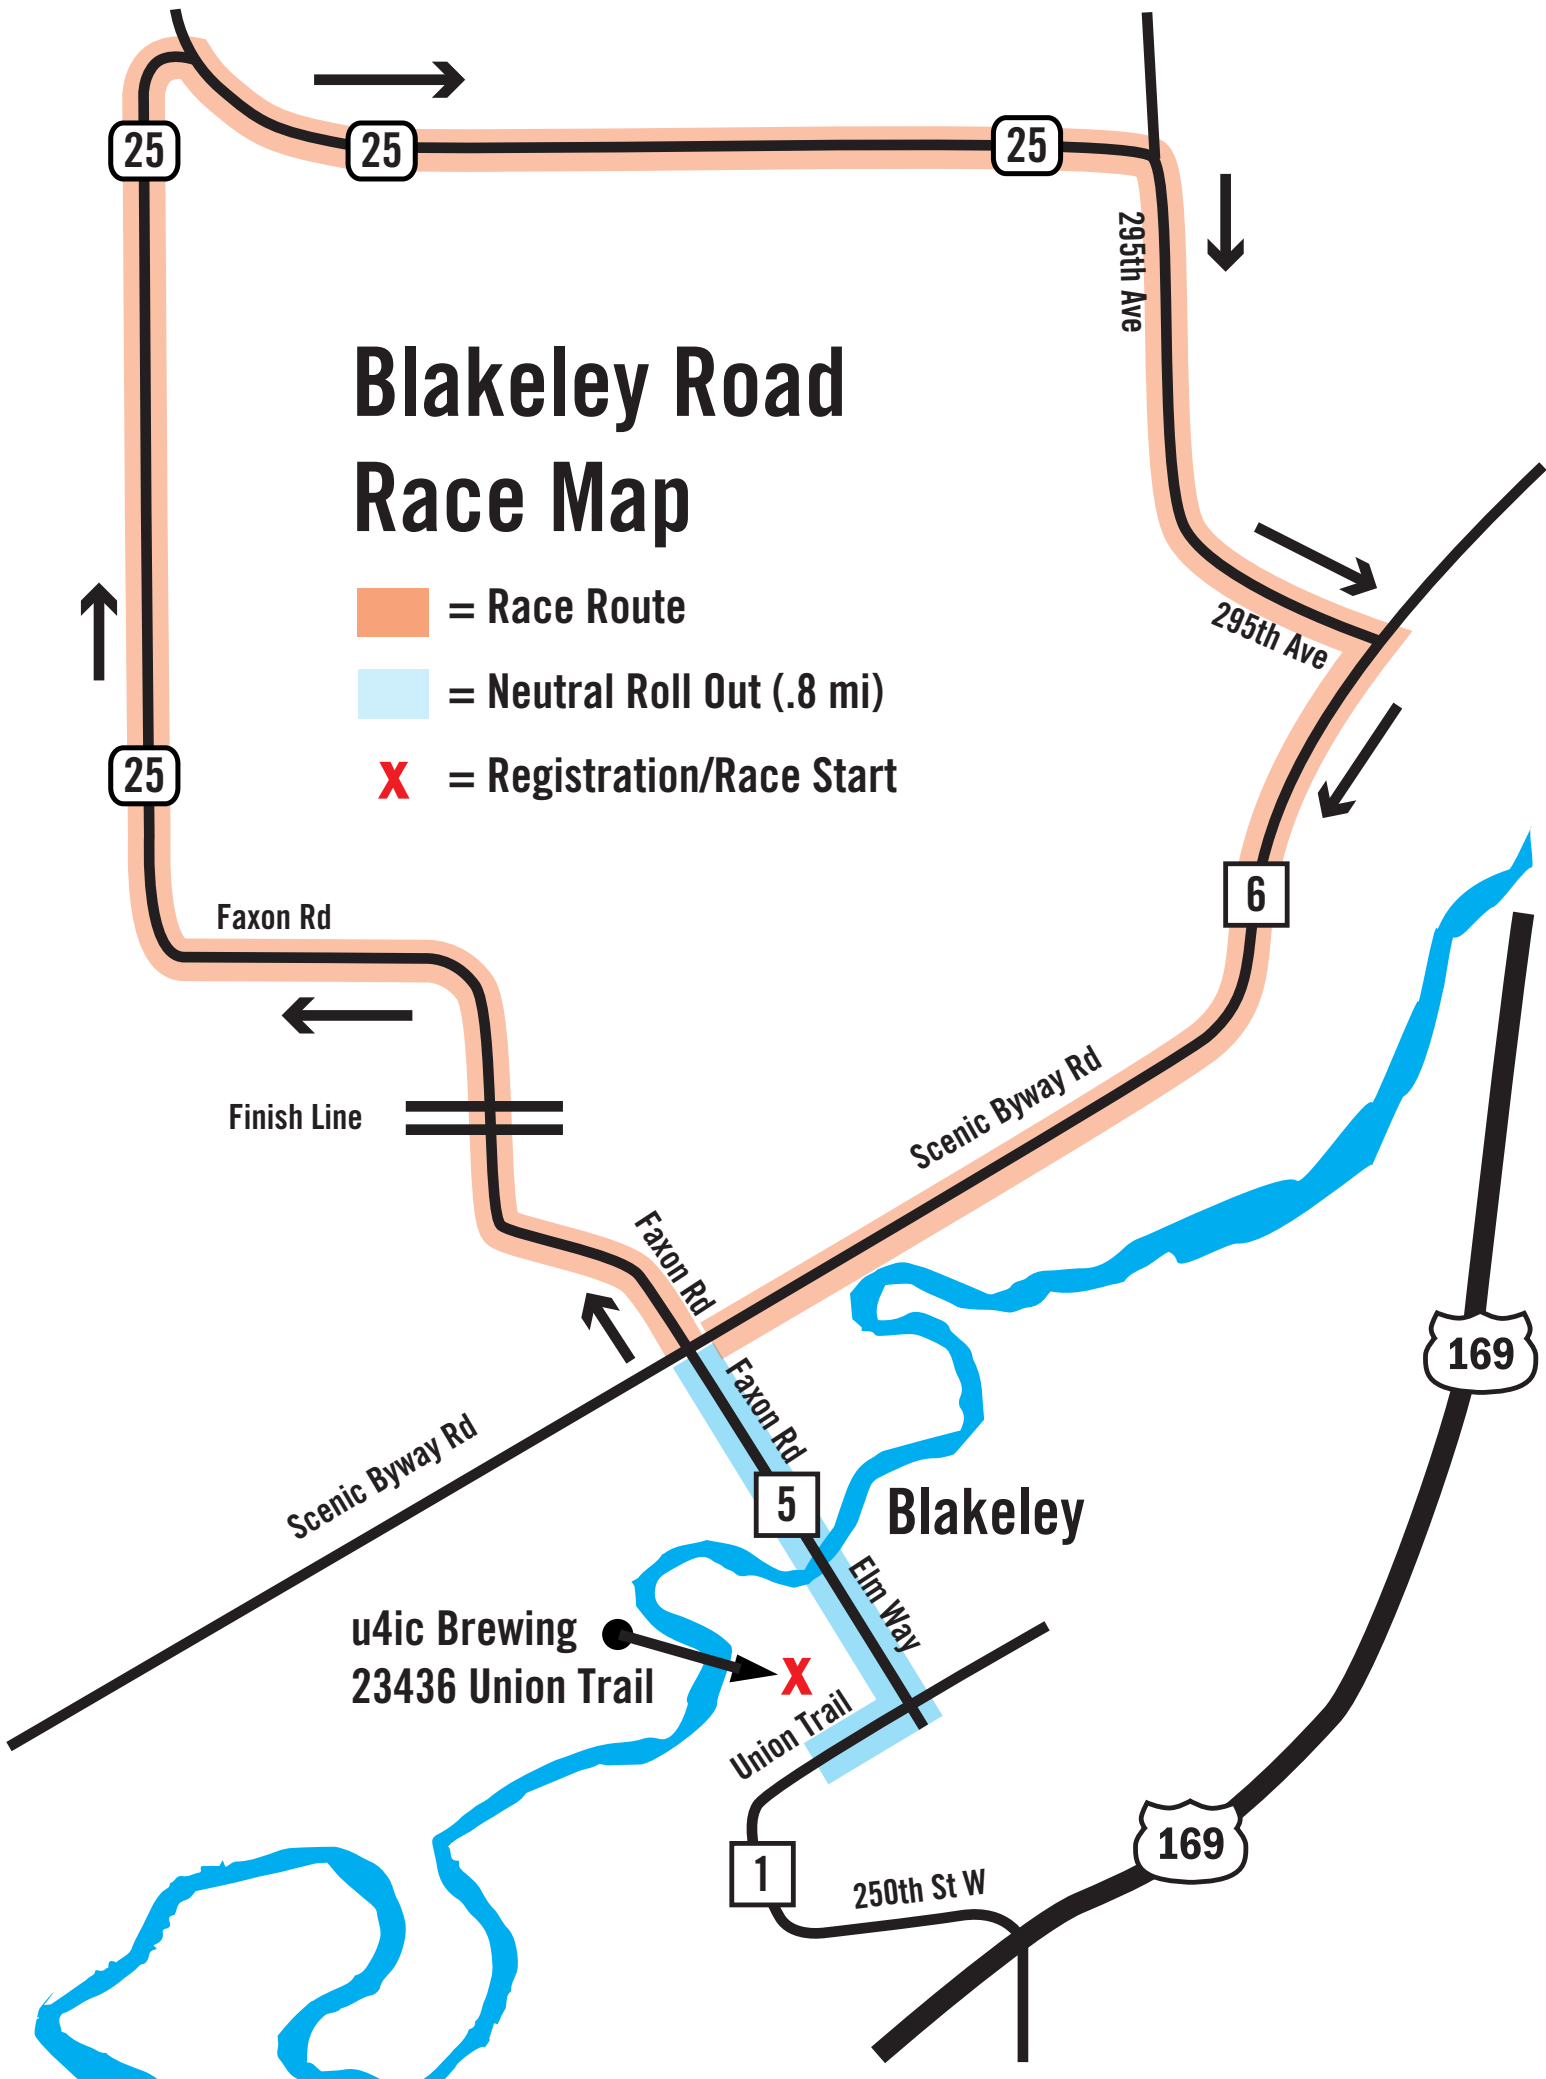 25
25
25
295th Ave
Blakeley Road
Race Map
= Race Route
= Neutral Roll Out (.8 mi)
x = Registration/Race Start
295th Ave
25
6
Faxon Rd
Finish Line
Scenic Byway Rd
Faxon Rd
169
Faxon Rd
Scenic Byway Rd
5
Blakeley
Elm Way
u4ic Brewing
23436 Union Trail
x
Union Trail
169
1
250th St W